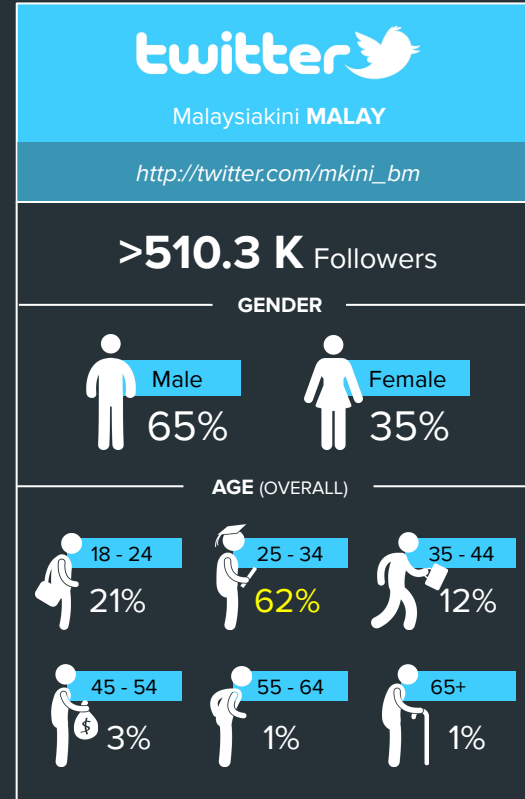 twitter
Malaysiakini MALAY
http://twitter.com/mkini_bm
>510.3 K Followers
GENDER
Male
65%
Female
35%
AGE (OVERALL)
18 - 24
21%
25 - 34
62%
35 - 44
12%
45 - 54
$
3%
55 - 64
1%
65+
1%